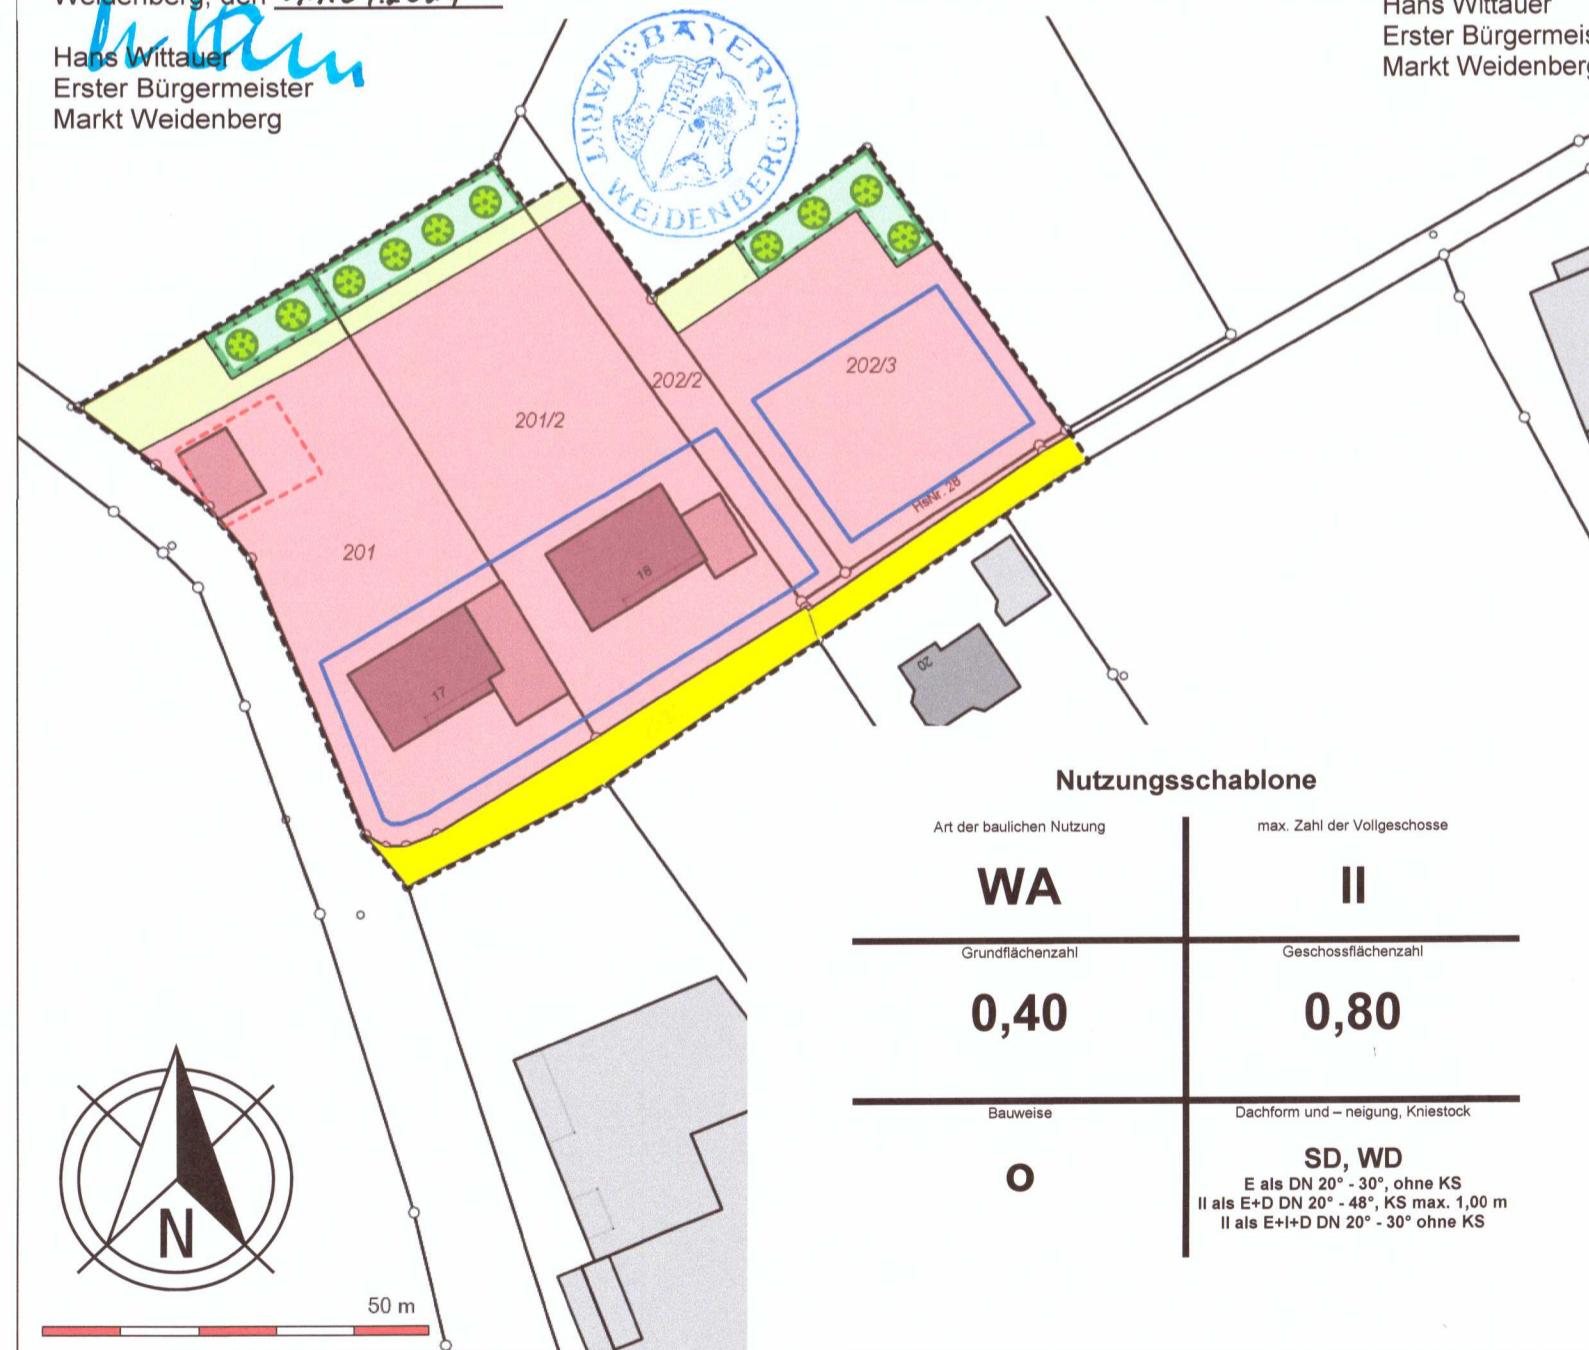 Weidenberg, den
Hans Wittauer
Erster Bürgermeister
Markt Weidenberg
Hans Wittauer
Erster Bürgermeis
Markt Weidenberg
BAYERN
MARKT
WEIDENBERG
202/3
202/2
201/2
HsNr. 28
201
18
17
20
Nutzungsschablone
Art der baulichen Nutzung
max. Zahl der Vollgeschosse
WA
II
Grundflächenzahl
Geschossflächenzahl
0,40
0,80
Bauweise
Dachform und – neigung, Kniestock
o
SD, WD
E als DN 20° - 30°, ohne KS
II als E+D DN 20° - 48°, KS max. 1,00 m
II als E+I+D DN 20° - 30° ohne KS
N
50 m